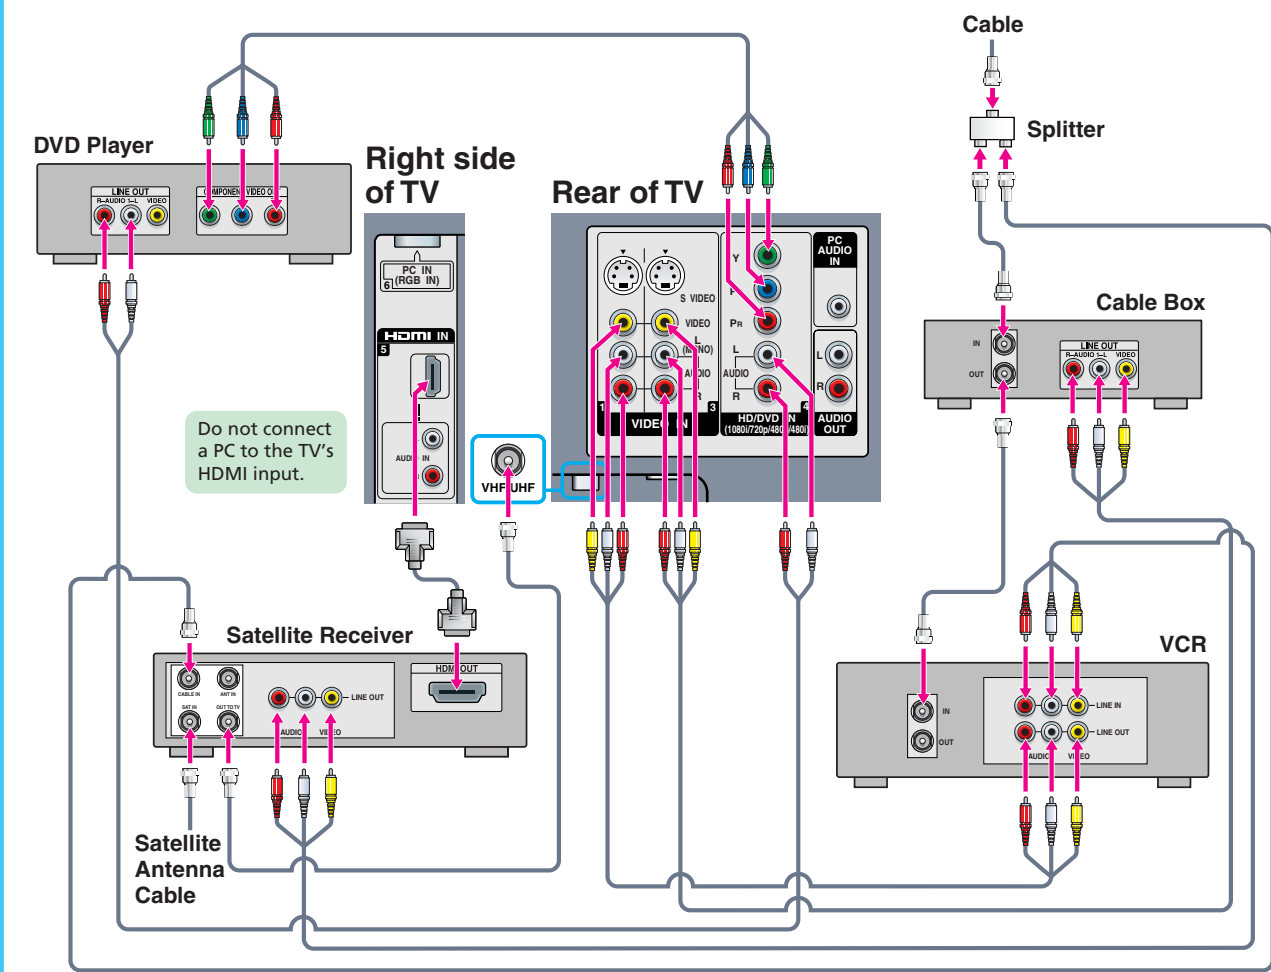 Cable
Splitter
DVD Player
LINE OUT
R–AUDIO–L VIDEO
COMPONENT VIDEO OUT
Right side
of TV
Rear of TV
PC IN
(RGB IN)
6
HDMI IN
5
AUDIO IN
Do not connect
a PC to the TV's
HDMI input.
VHF/UHF
S VIDEO
VIDEO
L
(MONO)
AUDIO
R
1
VIDEO IN
3
Y
PR
L
AUDIO
R
HD/DVD IN
4
(1080i/720p/480p/480i)
PC
AUDIO
IN
L
R
AUDIO
OUT
Cable Box
IN
OUT
LINE OUT
R–AUDIO–L VIDEO
Satellite Receiver
CABLE IN
ANT IN
SAT IN
OUT TO TV
LINE OUT
AUDIO
VIDEO
HDMI OUT
Satellite
Antenna
Cable
VCR
IN
OUT
LINE IN
LINE OUT
AUDIO
VIDEO